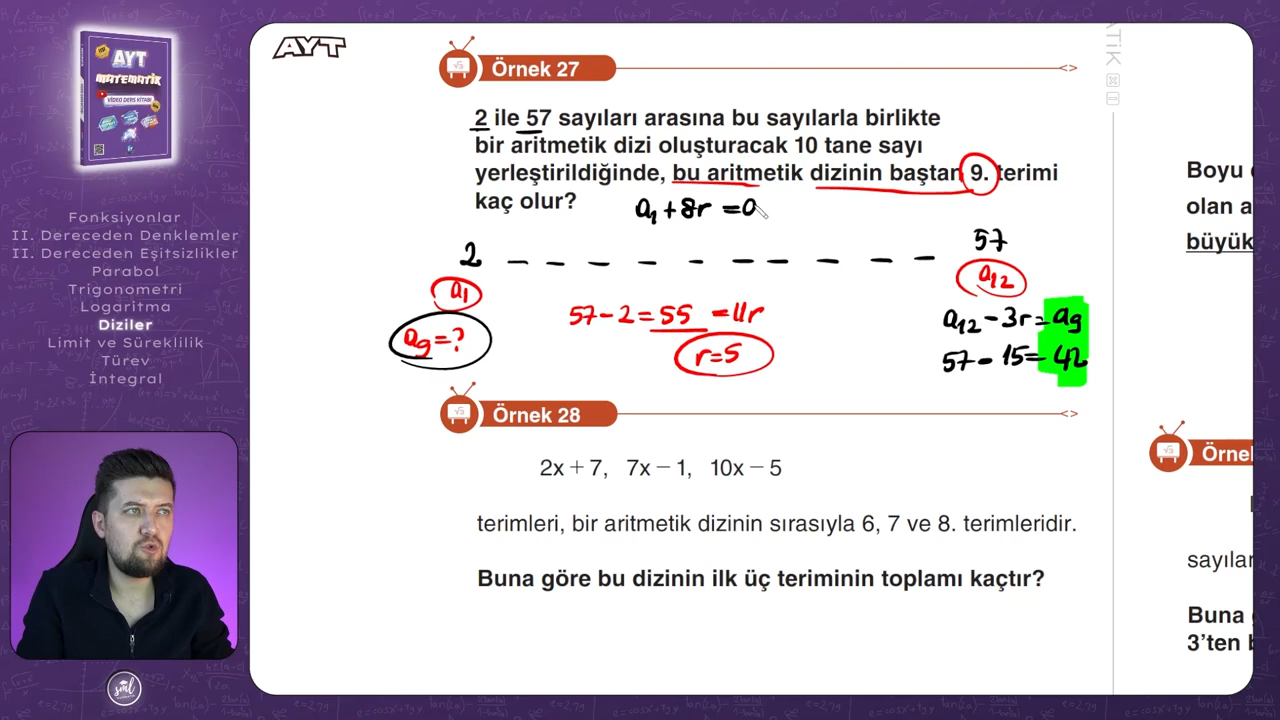 AYT
MATEMATİK
VİDEO DERS KİTABI
Fonksiyonlar
II. Dereceden Denklemler
II. Dereceden Eşitsizlikler
Parabol
Trigonometri
Logaritma
Diziler
Limit ve Süreklilik
Türev
İntegral
sml
AYT
Örnek 27
2 ile 57 sayıları arasına bu sayılarla birlikte
bir aritmetik dizi oluşturacak 10 tane sayı
yerleştirildiğinde, bu aritmetik dizinin baştan 9. terimi
kaç olur?
a₁ + 8r = a
2 _ _ _ _ _ _ _ _ _ _ 57
a₁ a₁₂
a₉ = ?
57 - 2 = 55 = 11r
r = 5
a₁₂ - 3r = a₉
57 - 15 = 42
Örnek 28
2x + 7, 7x − 1, 10x − 5
terimleri, bir aritmetik dizinin sırasıyla 6, 7 ve 8. terimleridir.
Buna göre bu dizinin ilk üç teriminin toplamı kaçtır?
TİK
Boyu
olan a
büyük
Örne
sayılar
Buna
3'ten b